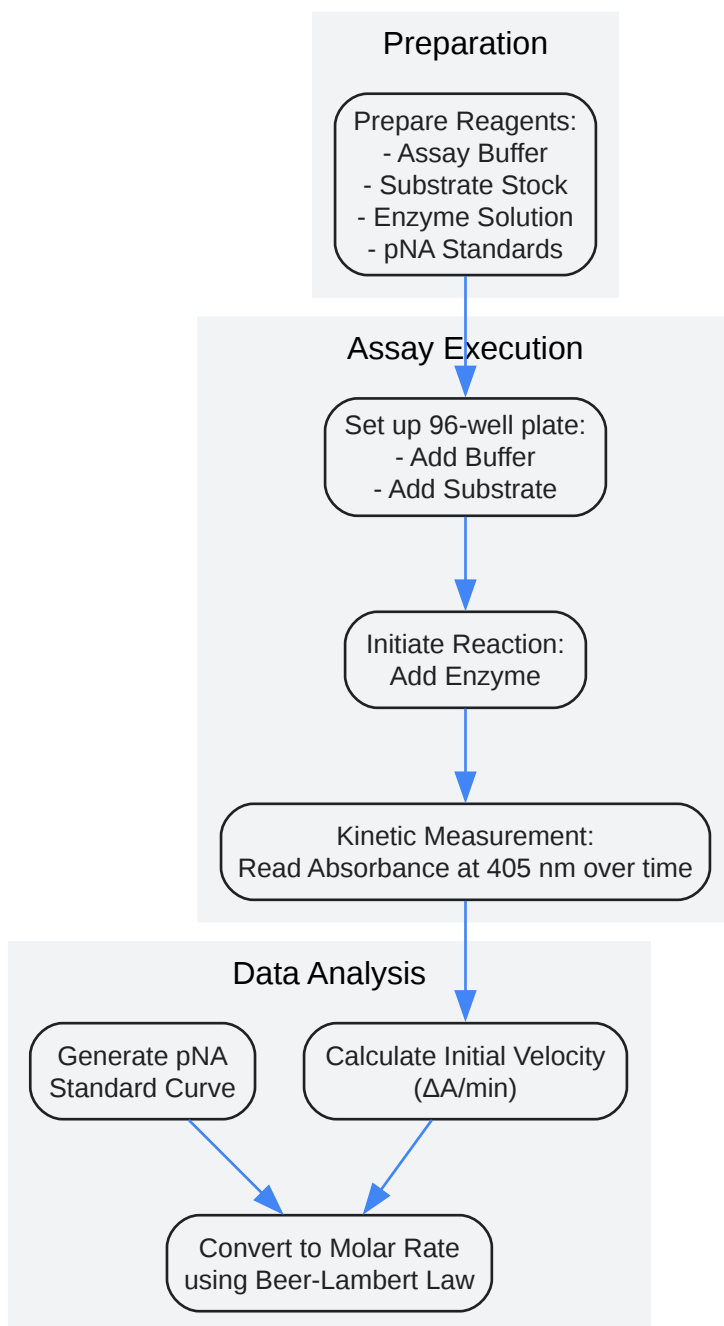 Preparation
Prepare Reagents:
- Assay Buffer
- Substrate Stock
- Enzyme Solution
- pNA Standards
Assay Execution
Set up 96-well plate:
- Add Buffer
- Add Substrate
Initiate Reaction:
Add Enzyme
Kinetic Measurement:
Read Absorbance at 405 nm over time
Data Analysis
Generate pNA
Standard Curve
Calculate Initial Velocity
(ΔA/min)
Convert to Molar Rate
using Beer-Lambert Law